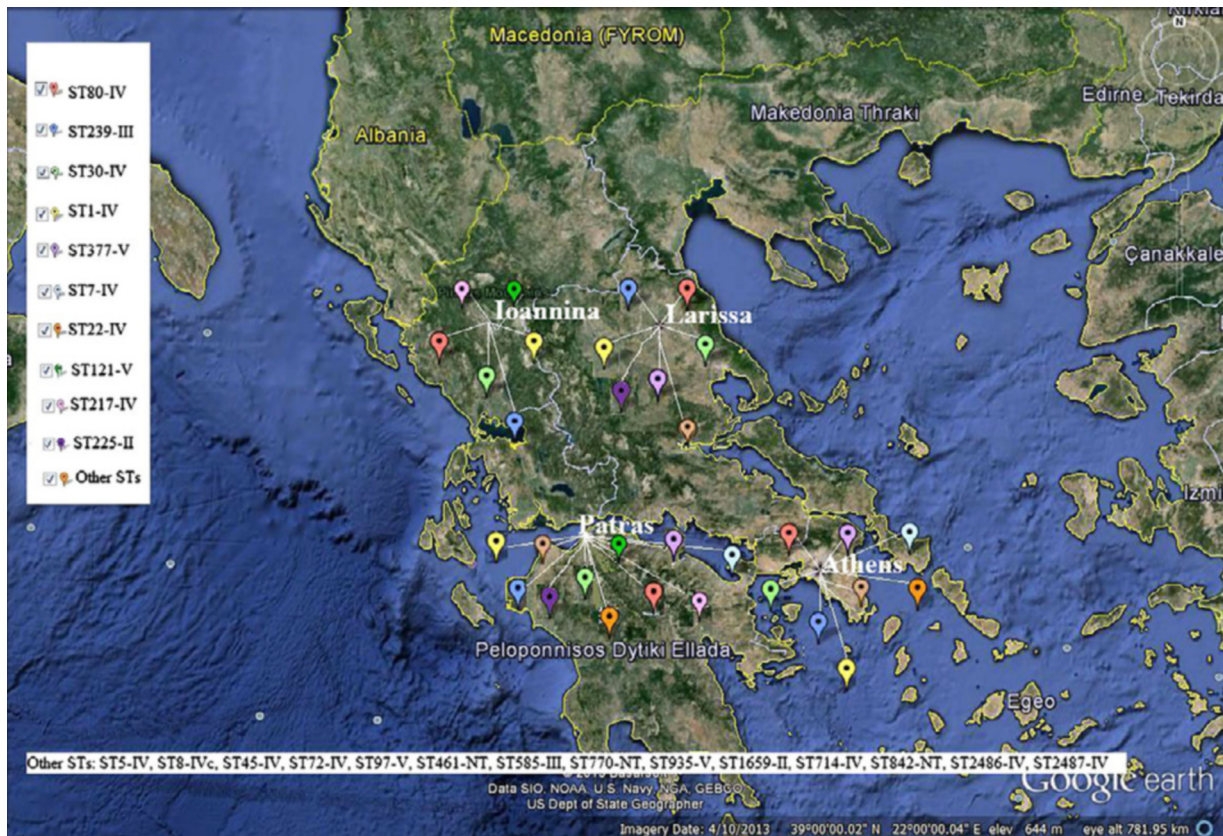 Macedonia (FYROM)
Edirne Tekirda
Makedonia Thraki
Albania
Çanakkale
ST80-IV
ST239-III
ST30-IV
ST1-IV
ST377-V
ST7-IV
ST22-IV
ST121-V
ST217-IV
ST225-II
Other STs
N
Ioannina
Larissa
Izmi
Patras
Athens
Peloponnisos Dytiki Ellada
Egeo
Other STs: ST5-IV, ST8-IVc, ST45-IV, ST72-IV, ST97-V, ST461-NT, ST585-III, ST770-NT, ST935-V, ST1659-II, ST714-IV, ST842-NT, ST2486-IV, ST2487-IV
Data SIO, NOAA, U.S. Navy, NGA, GEBCO
US Dept of State Geographer
Google earth
Imagery Date: 4/10/2013 39°00'00.02" N 22°00'00.04" E elev 644 m eye alt 781.95 km